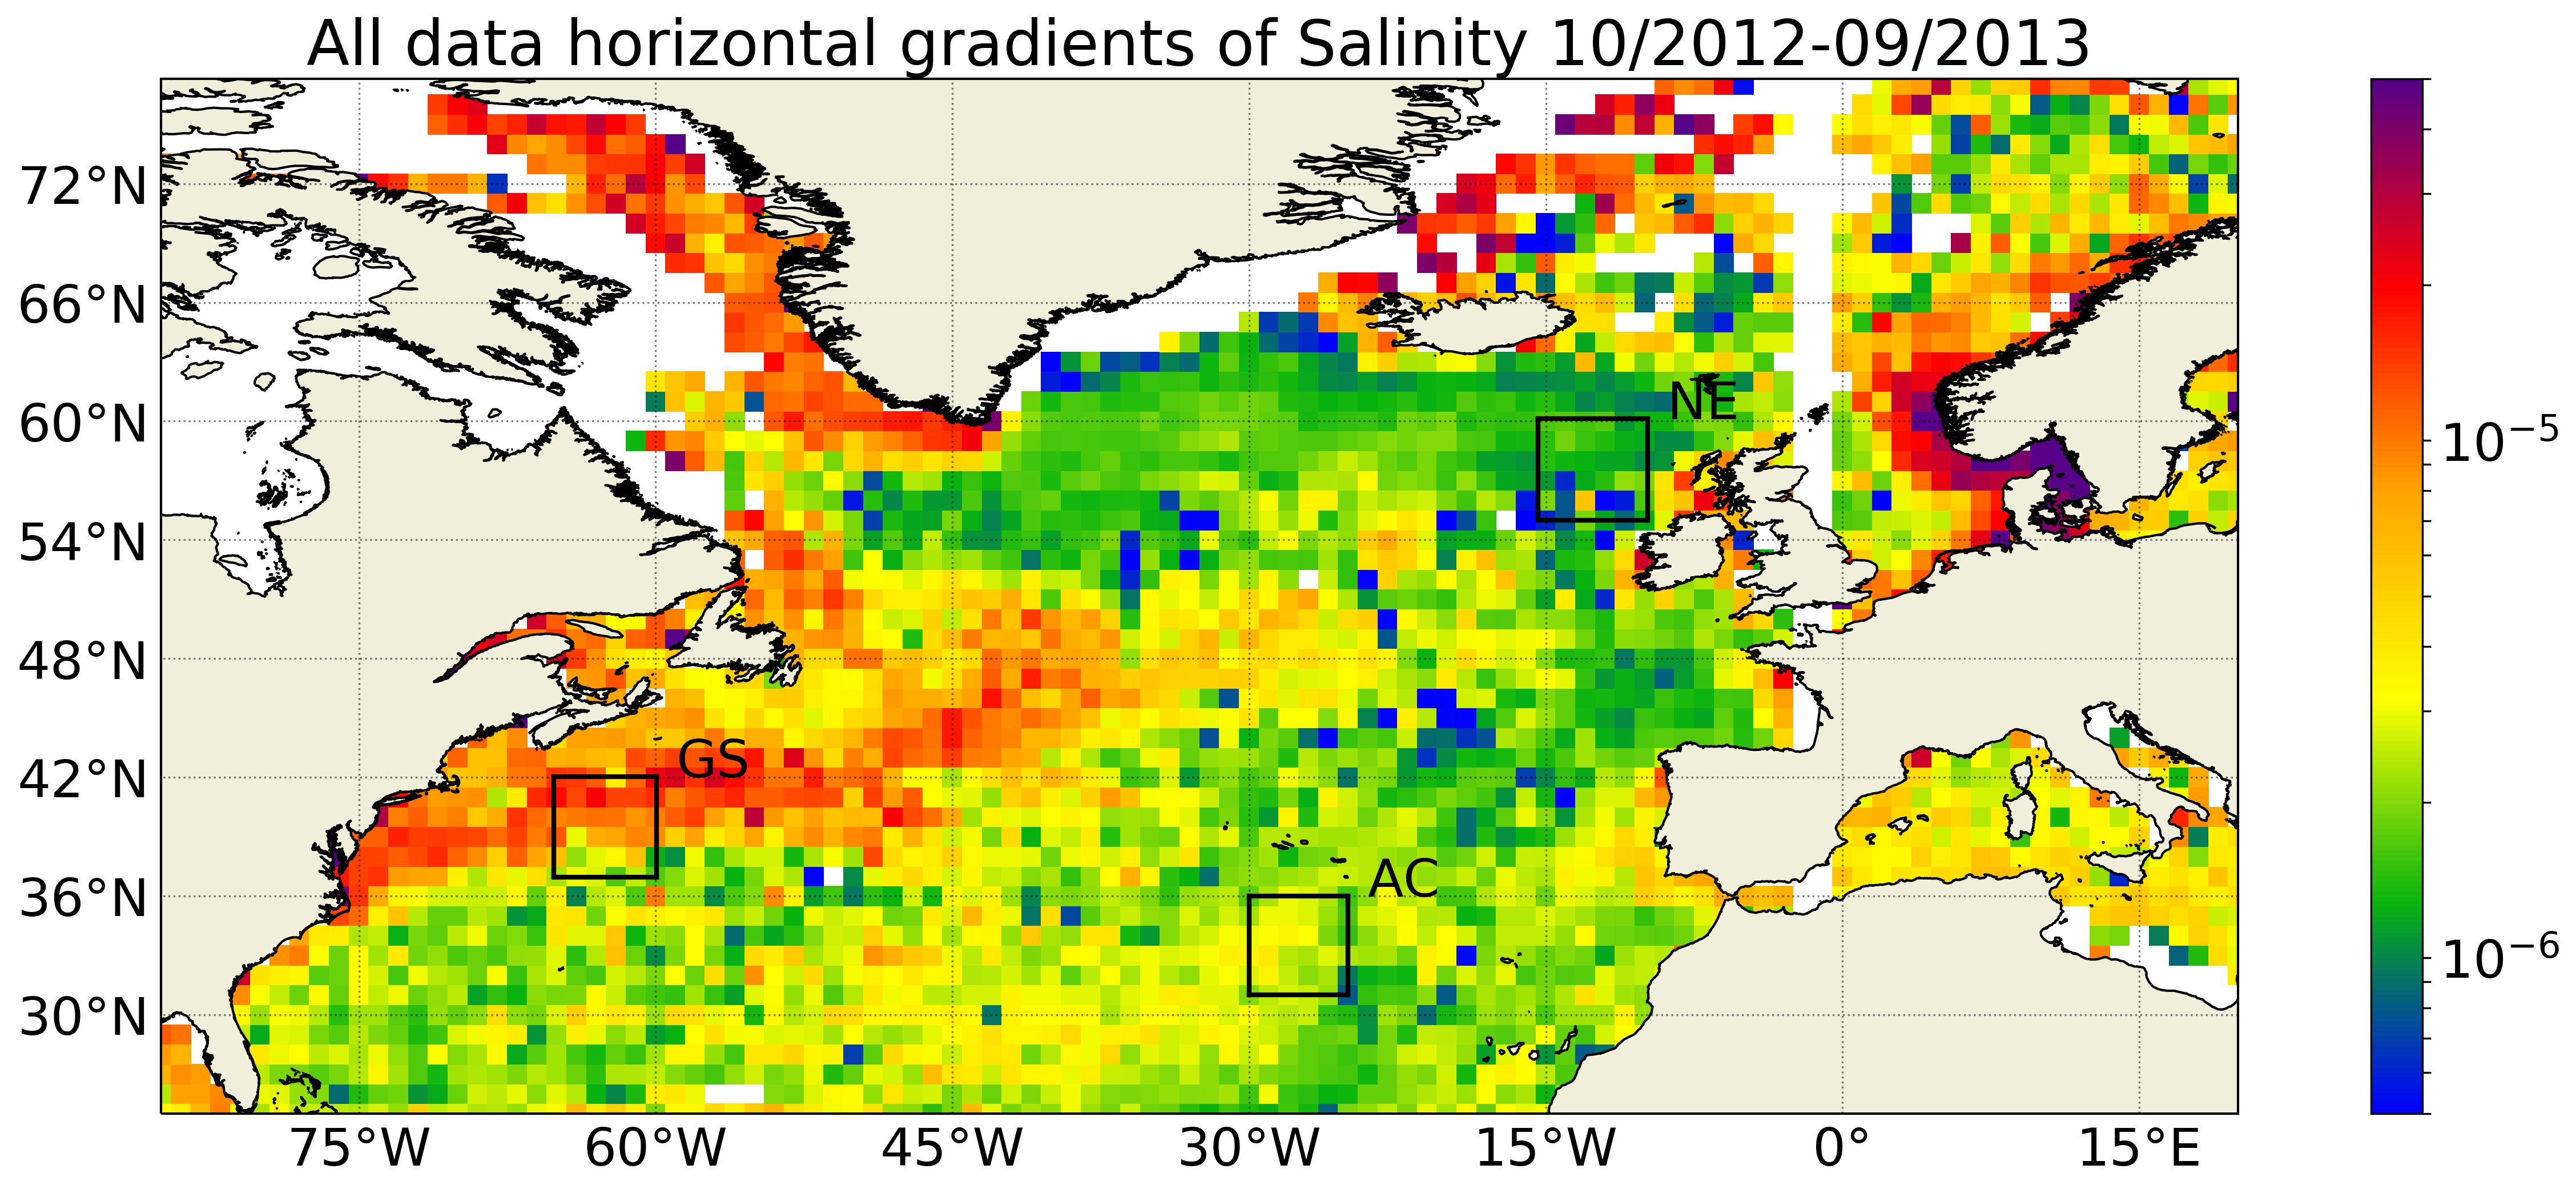 All data horizontal gradients of Salinity 10/2012-09/2013
72°N
66°N
60°N
54°N
48°N
42°N
36°N
30°N
NE
GS
AC
75°W
60°W
45°W
30°W
15°W
0°
15°E
10⁻⁵
10⁻⁶